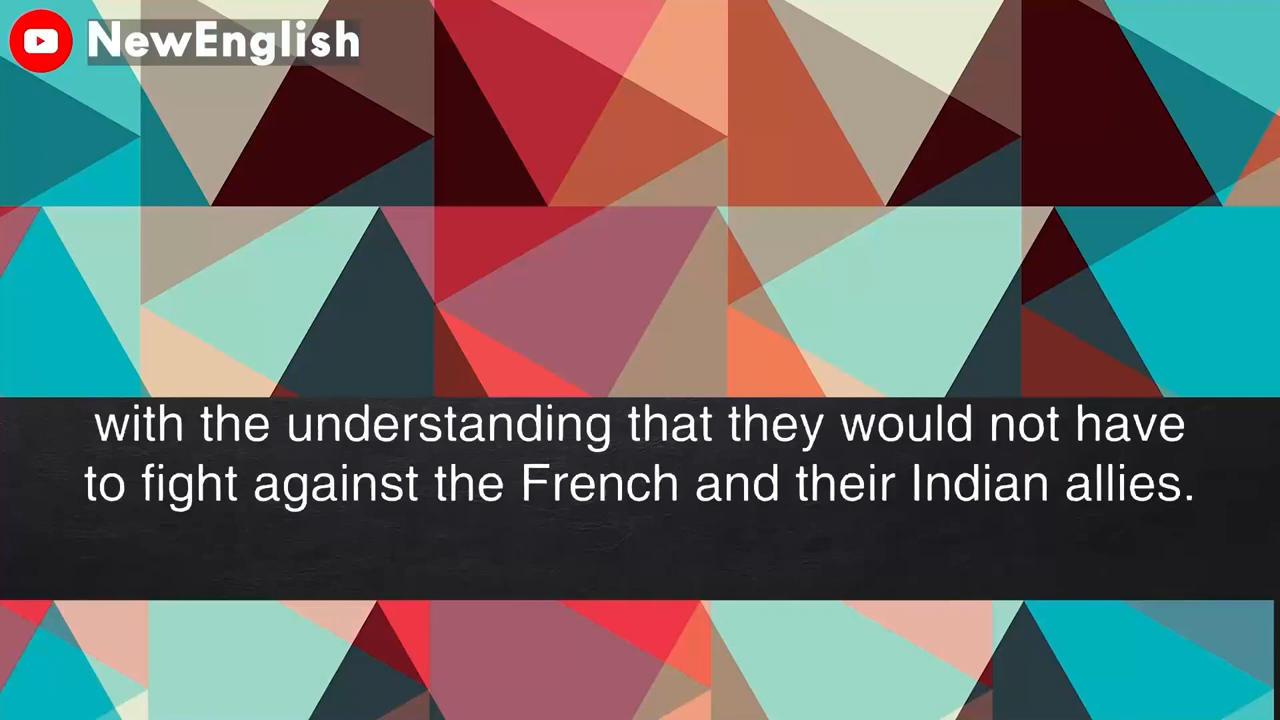 NewEnglish
with the understanding that they would not have
to fight against the French and their Indian allies.